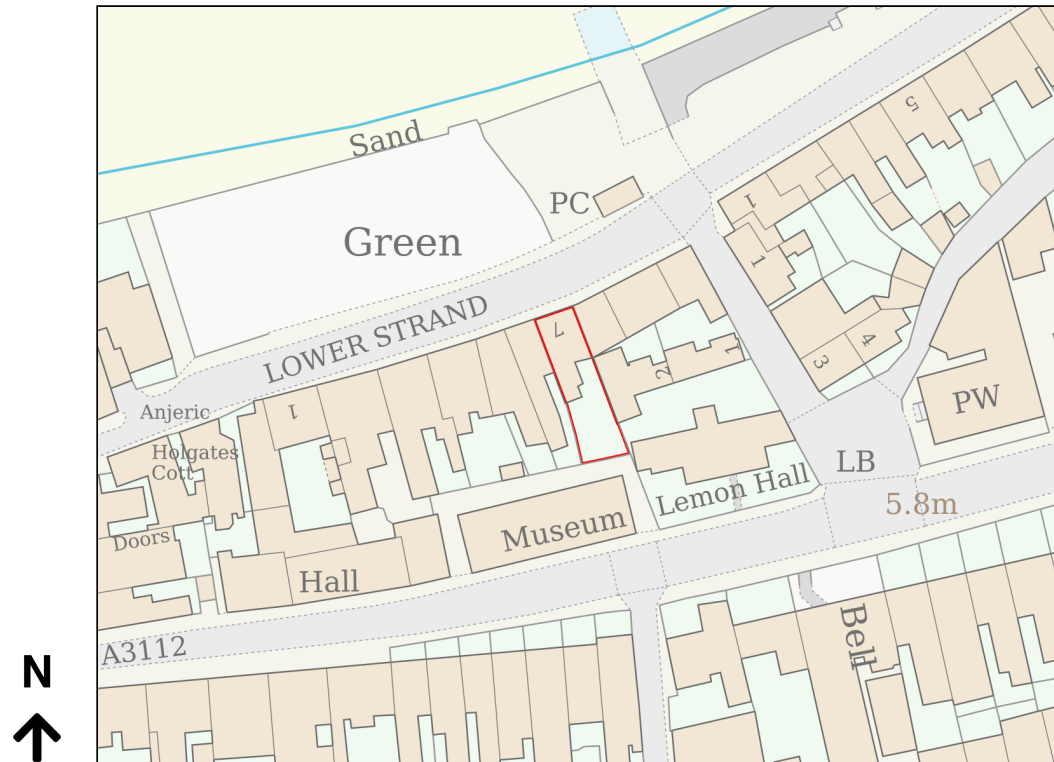 Sand
5
PC
1
Green
1
LOWER STRAND
7
1
2
3
4
Anjeric
1
PW
Holgates
Cott
LB
Lemon Hall
5.8m
Museum
Doors
Hall
Bell
A3112
N